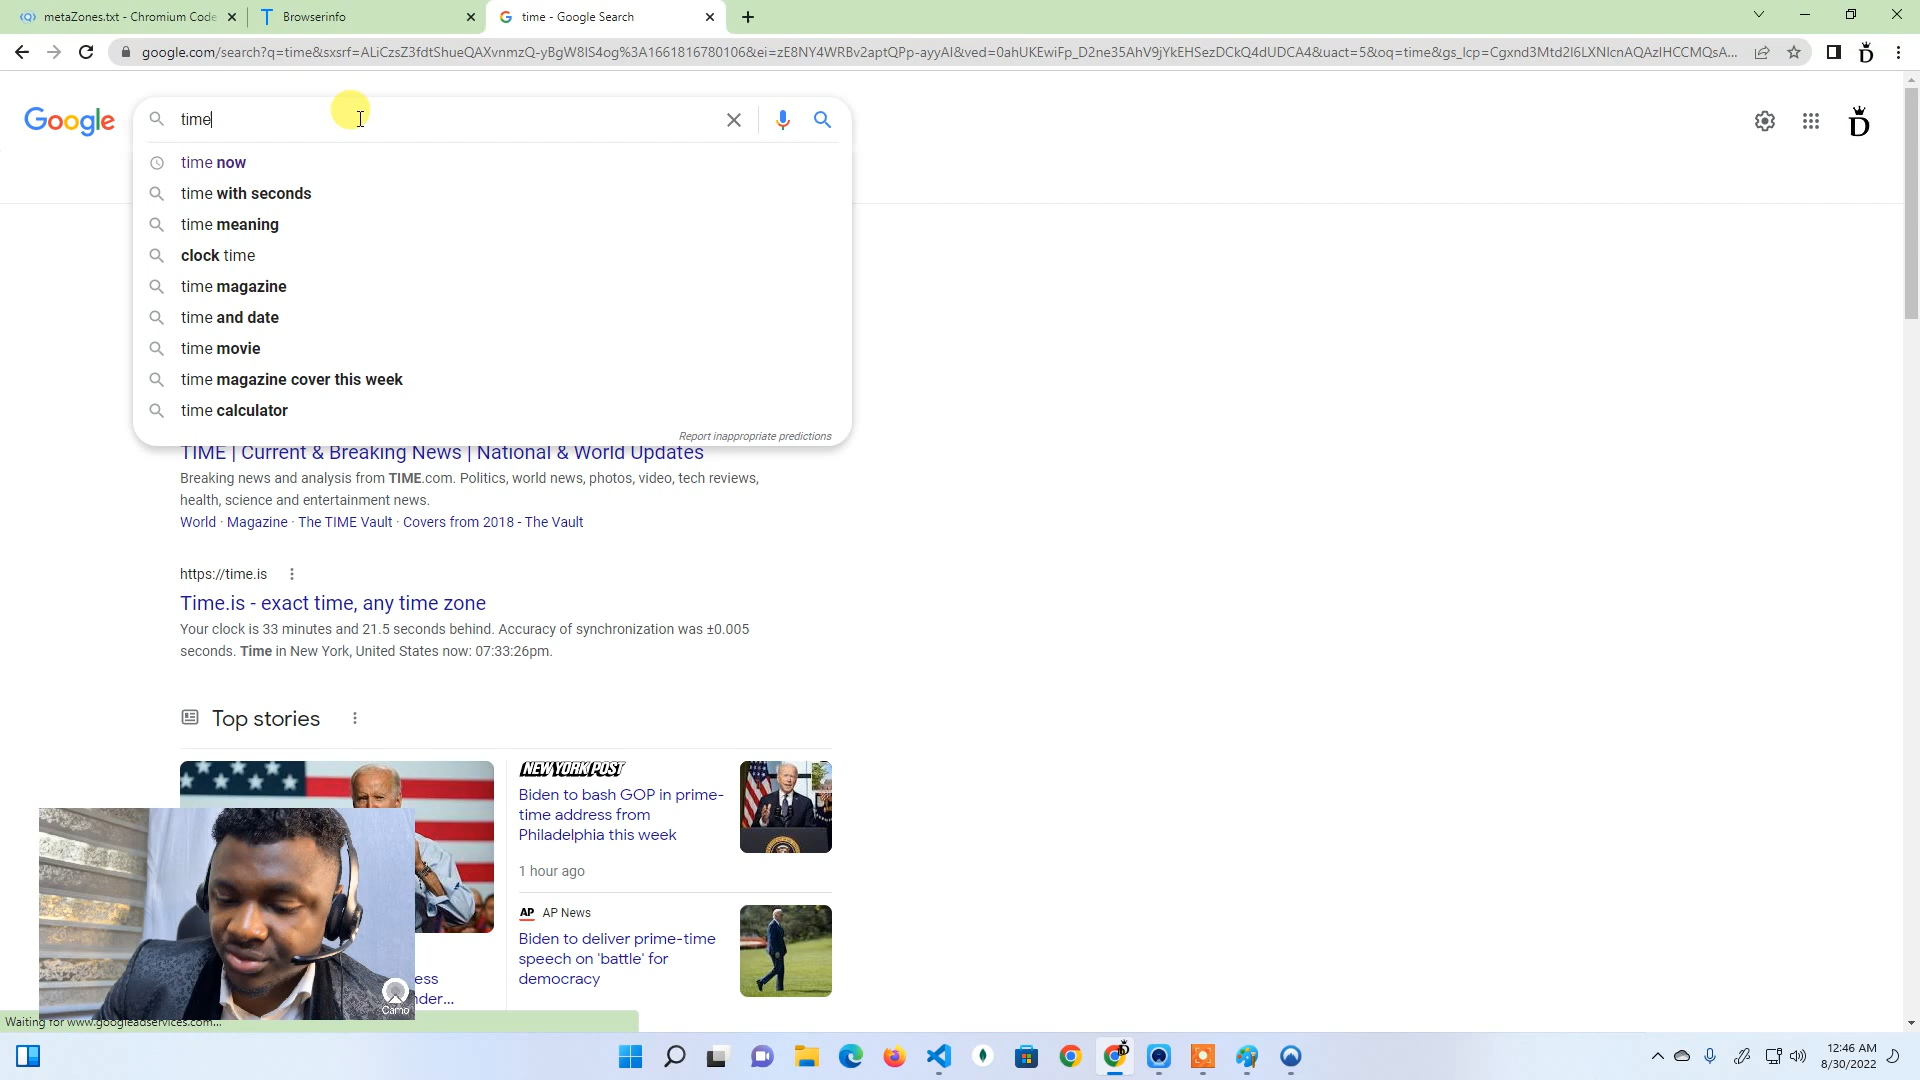 metaZones.txt - Chromium Code
Browserinfo
time - Google Search
google.com/search?q=time&sxsrf=ALiCzsZ3fdtShueQAXvnmzQ-yBgW8IS4og%3A1661816780106&ei=zE8NY4WRBv2aptQPp-ayyAI&ved=0ahUKEwiFp_D2ne35AhV9jYkEHSezDCkQ4dUDCA4&uact=5&oq=time&gs_lcp=Cgxnd3Mtd2l6LXNlcnAQAzIHCCMQsA...
Google
time
time now
time with seconds
time meaning
clock time
time magazine
time and date
time movie
time magazine cover this week
time calculator
Report inappropriate predictions
TIME | Current & Breaking News | National & World Updates
Breaking news and analysis from TIME.com. Politics, world news, photos, video, tech reviews,
health, science and entertainment news.
World · Magazine · The TIME Vault · Covers from 2018 - The Vault
https://time.is
Time.is - exact time, any time zone
Your clock is 33 minutes and 21.5 seconds behind. Accuracy of synchronization was ±0.005
seconds. Time in New York, United States now: 07:33:26pm.
Top stories
NEW YORK POST
Biden to bash GOP in prime-
time address from
Philadelphia this week
1 hour ago
AP AP News
Biden to deliver prime-time
speech on 'battle' for
democracy
Camo
Waiting for www.googleadservices.com...
12:46 AM
8/30/2022